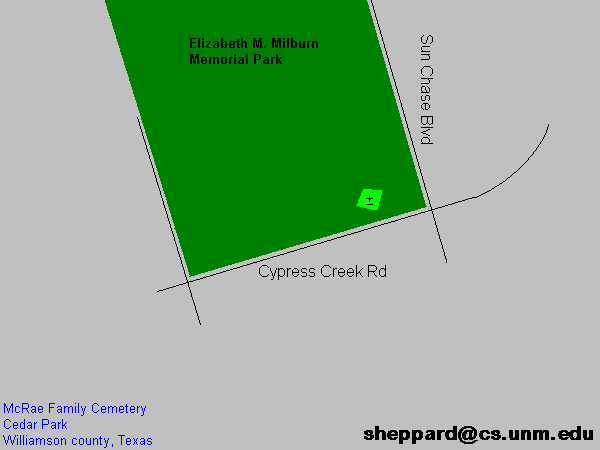 Elizabeth M. Milburn
Memorial Park
Sun Chase Blvd
±
Cypress Creek Rd
McRae Family Cemetery
Cedar Park
Williamson county, Texas
sheppard@cs.unm.edu